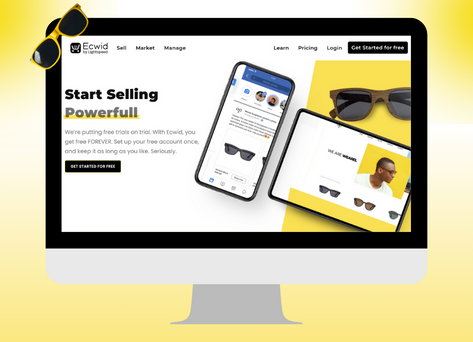 Ecwid
by Lightspeed
Sell Market Manage
Learn Pricing Login Get Started for free
Start Selling
Powerfull
We're putting free trials on trial. With Ecwid, you
get free FOREVER. Set up your free account once,
and keep it as long as you like. Seriously.
GET STARTED FOR FREE
WE ARE WEASEL